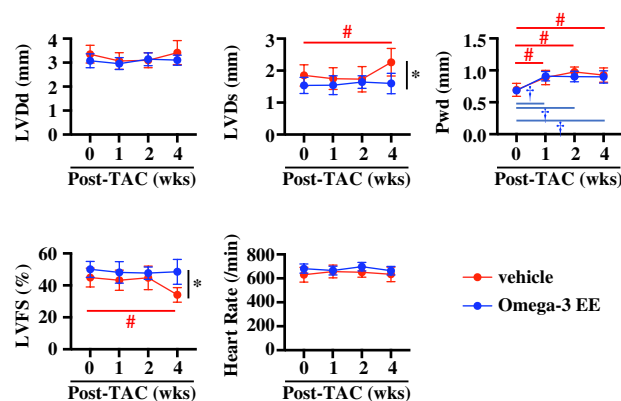 LVDd (mm)
4
3
2
1
0
0 1 2 4
Post-TAC (wks)
LVDs (mm)
3
2
1
0
#
*
0 1 2 4
Post-TAC (wks)
Pwd (mm)
1.5
1.0
0.5
0.0
#
#
#
†
†
†
0 1 2 4
Post-TAC (wks)
LVFS (%)
60
40
20
0
*
#
0 1 2 4
Post-TAC (wks)
Heart Rate (/min)
800
600
400
200
0
0 1 2 4
Post-TAC (wks)
vehicle
Omega-3 EE